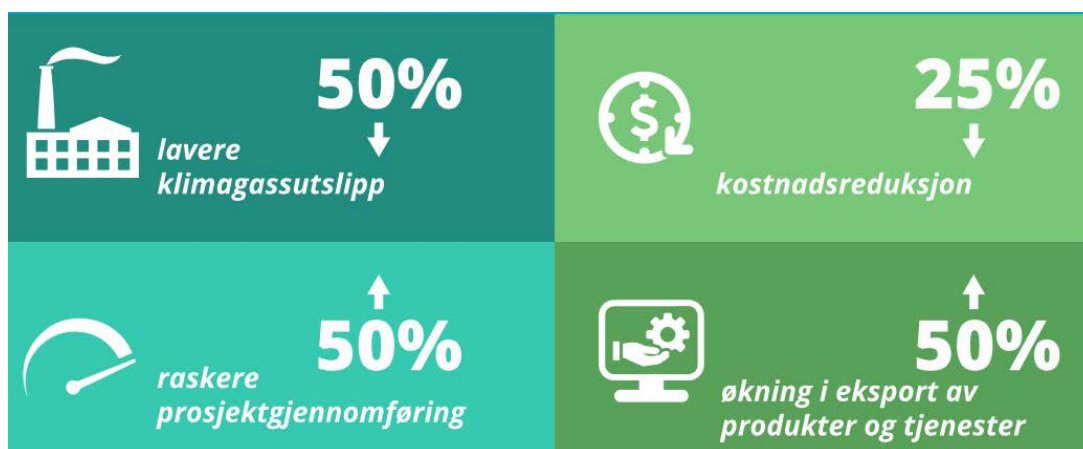 50%
lavere
klimagassutslipp
25%
kostnadsreduksjon
50%
raskere
prosjektgjennomføring
50%
økning i eksport av
produkter og tjenester